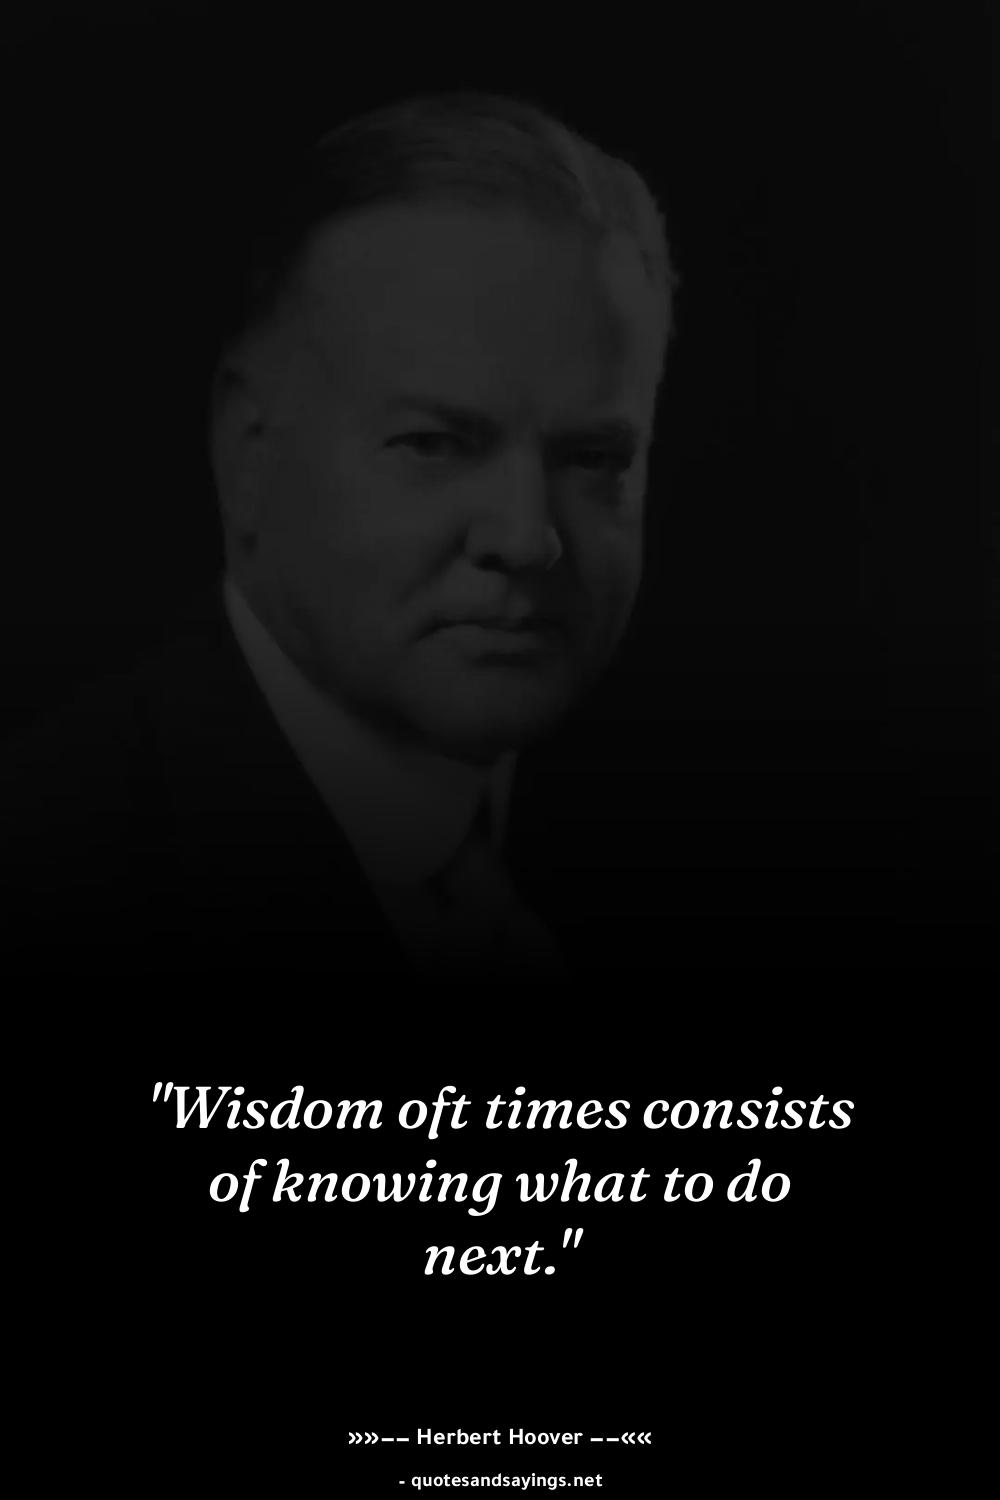 "Wisdom oft times consists
of knowing what to do
next."
»»–– Herbert Hoover ––««
- quotesandsayings.net